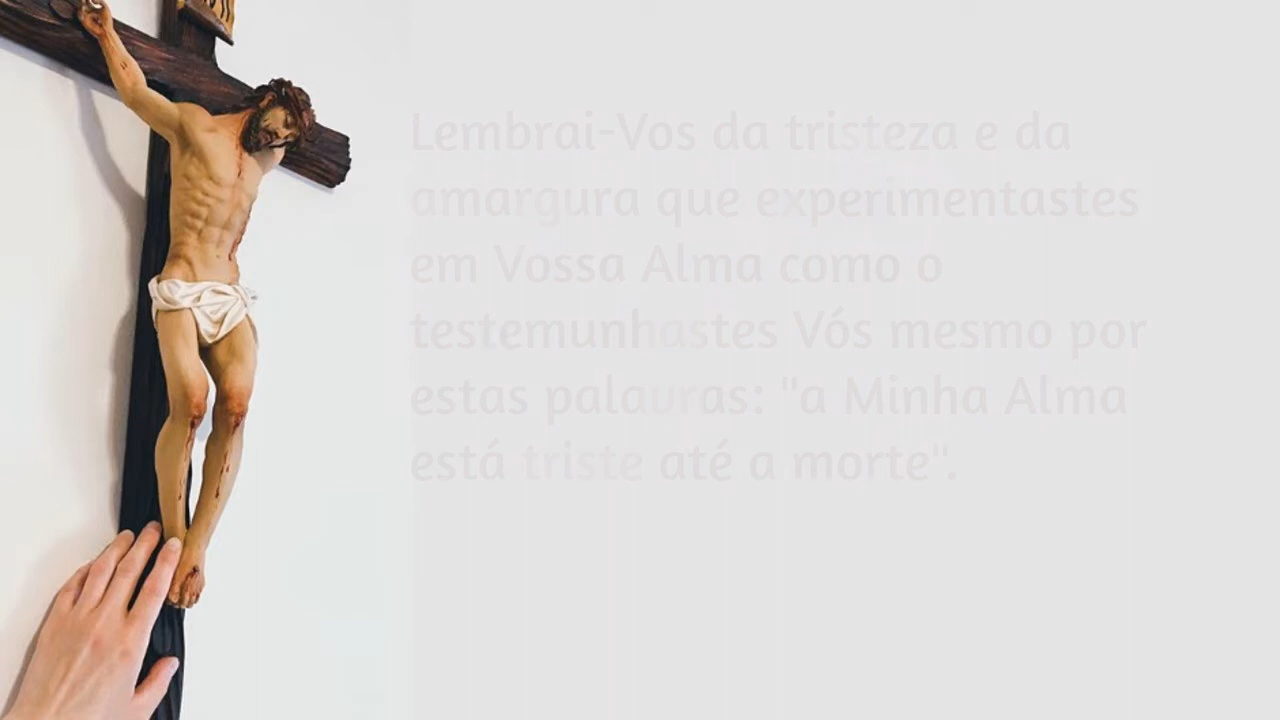 Lembrai-Vos da tristeza e da
amargura que experimentastes
em Vossa Alma como o
testemunhastes Vós mesmo por
estas palavras: "a Minha Alma
está triste até a morte".